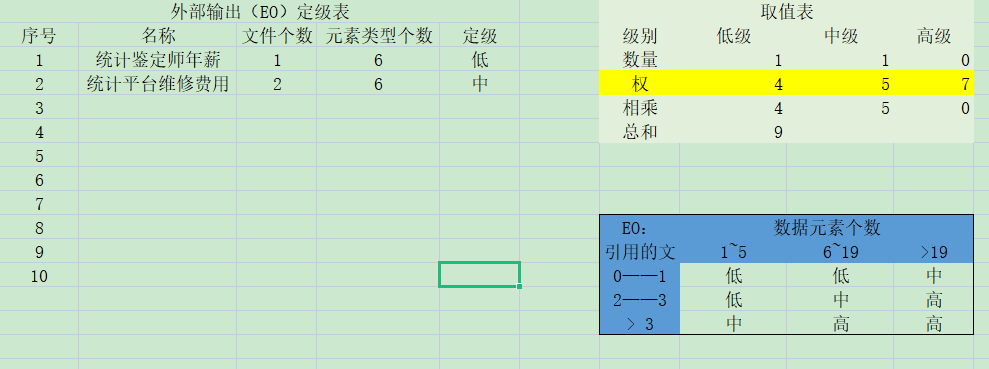 外部输出（EO）定级表 取值表
序号 名称 文件个数 元素类型个数 定级 级别 低级 中级 高级
1 统计鉴定师年薪 1 6 低 数量 1 1 0
2 统计平台维修费用 2 6 中 权 4 5 7
3 相乘 4 5 0
4 总和 9
5
6
7
8 EO： 数据元素个数
9 引用的文 1~5 6~19 >19
10 0——1 低 低 中
2——3 低 中 高
> 3 中 高 高